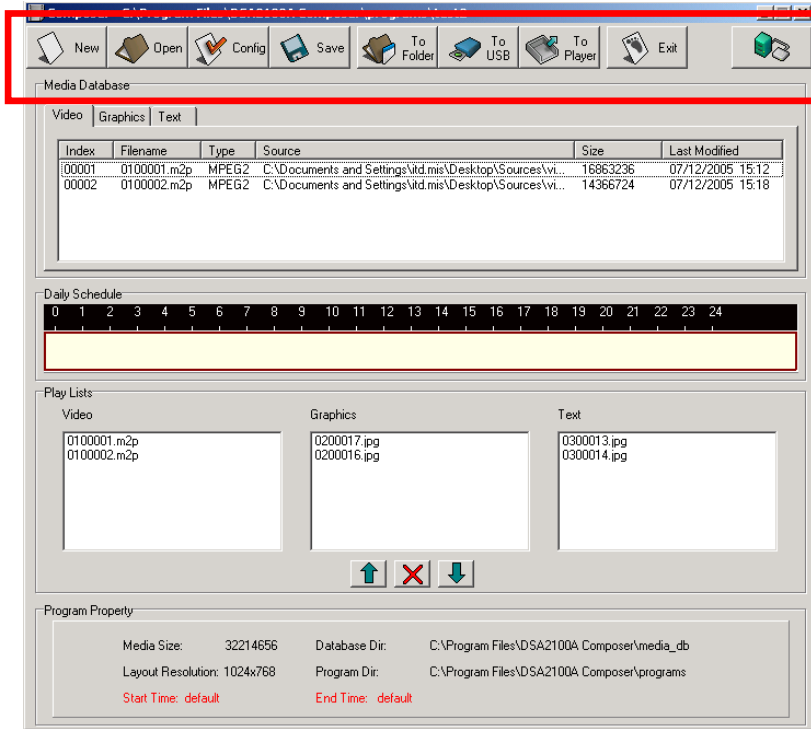 New Open Config Save To Folder To USB To Player Exit
Media Database
Video Graphics Text
Index Filename Type Source Size Last Modified
00001 0100001.m2p MPEG2 C:\Documents and Settings\itd.mis\Desktop\Sources\vi... 16863236 07/12/2005 15:12
00002 0100002.m2p MPEG2 C:\Documents and Settings\itd.mis\Desktop\Sources\vi... 14366724 07/12/2005 15:18
Daily Schedule
0 1 2 3 4 5 6 7 8 9 10 11 12 13 14 15 16 17 18 19 20 21 22 23 24
Play Lists
Video Graphics Text
0100001.m2p 0200017.jpg 0300013.jpg
0100002.m2p 0200016.jpg 0300014.jpg
Program Property
Media Size: 32214656 Database Dir: C:\Program Files\DSA2100A Composer\media_db
Layout Resolution: 1024x768 Program Dir: C:\Program Files\DSA2100A Composer\programs
Start Time: default End Time: default